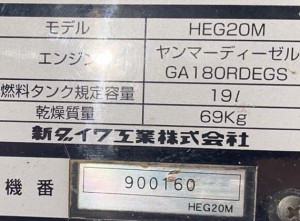 モデル HEG20M
エンジン ヤンマーディーゼル
GA180RDEGS
燃料タンク規定容量 19ℓ
乾燥質量 69Kg
新ダイワ工業株式会社
機番 900160
HEG20M